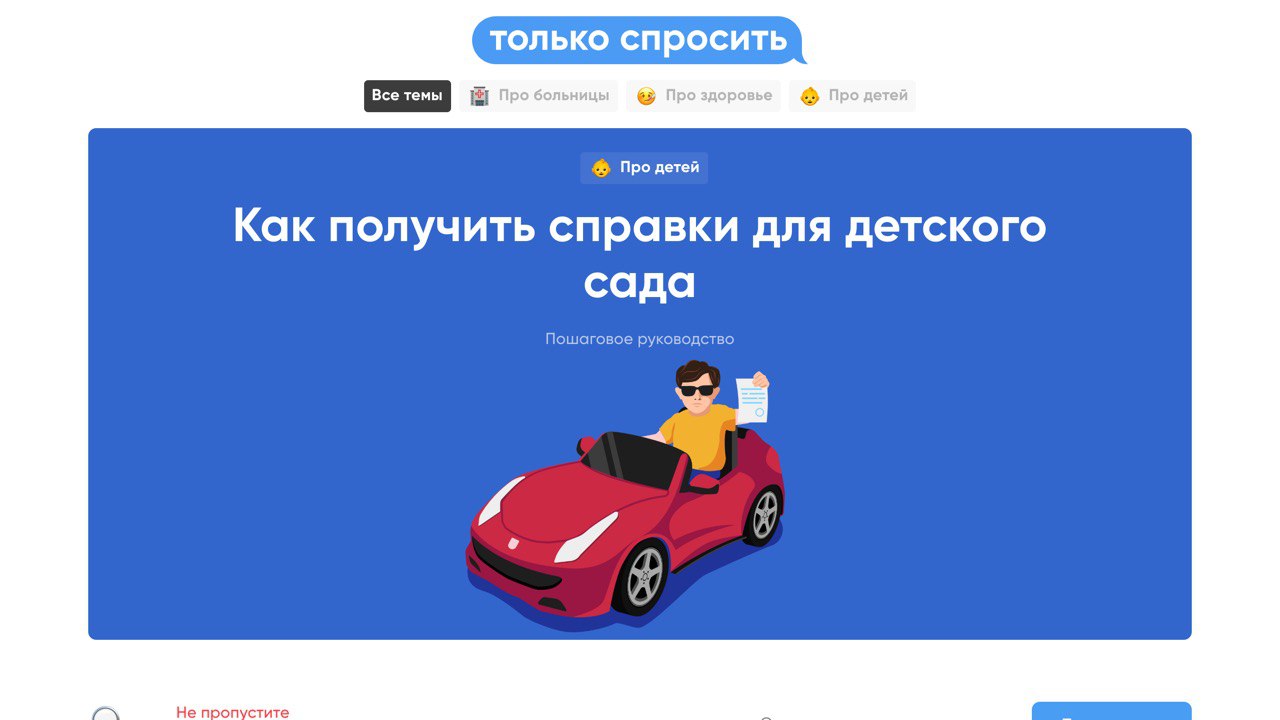 только спросить
Все темы
Про больницы
Про здоровье
Про детей
Про детей
Как получить справки для детского
сада
Пошаговое руководство
Не пропустите